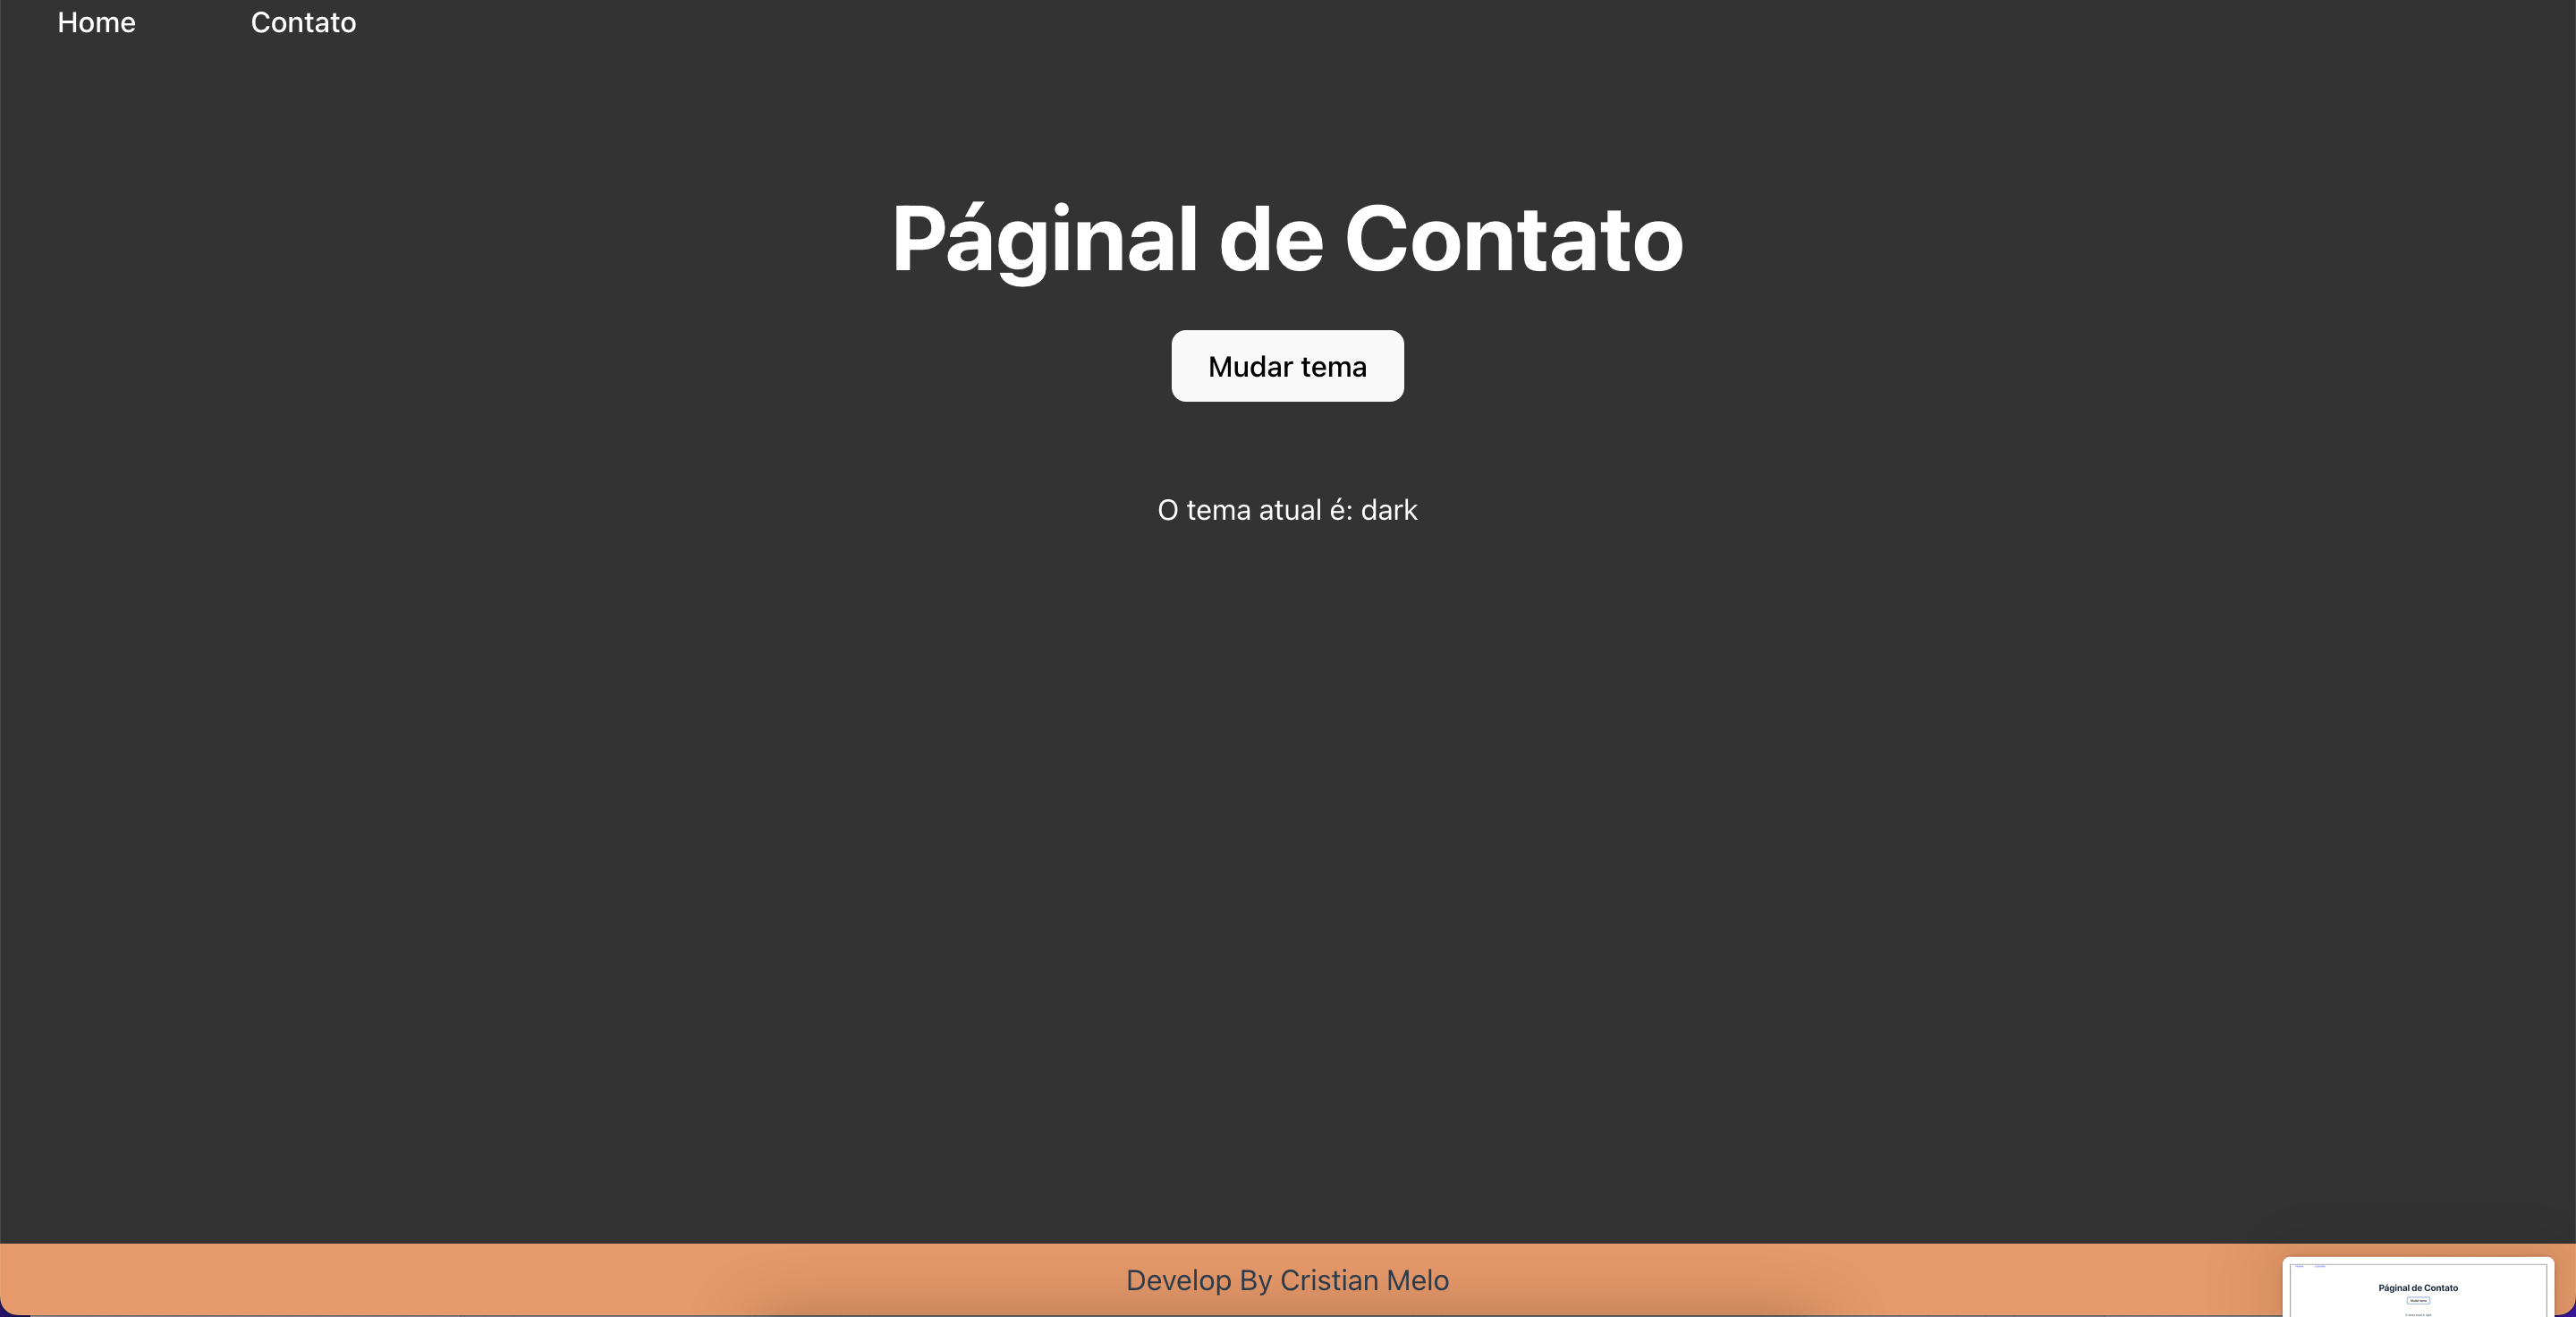 Home Contato
Páginal de Contato
Mudar tema
O tema atual é: dark
Develop By Cristian Melo
Páginal de Contato